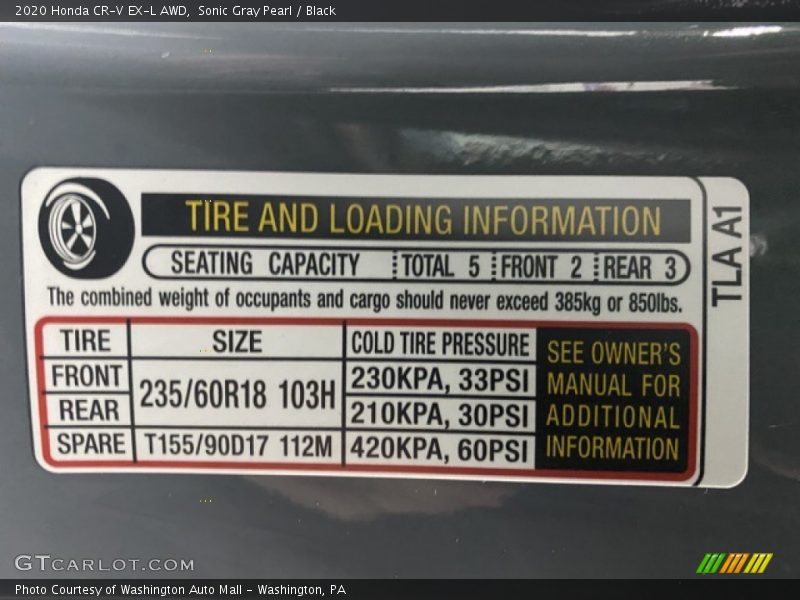 2020 Honda CR-V EX-L AWD, Sonic Gray Pearl / Black
TIRE AND LOADING INFORMATION
SEATING CAPACITY TOTAL 5 FRONT 2 REAR 3
The combined weight of occupants and cargo should never exceed 385kg or 850lbs.
TIRE SIZE COLD TIRE PRESSURE
FRONT 235/60R18 103H 230KPA, 33PSI
REAR 210KPA, 30PSI
SPARE T155/90D17 112M 420KPA, 60PSI
SEE OWNER'S
MANUAL FOR
ADDITIONAL
INFORMATION
TLA A1
GTCARLOT.COM
Photo Courtesy of Washington Auto Mall - Washington, PA